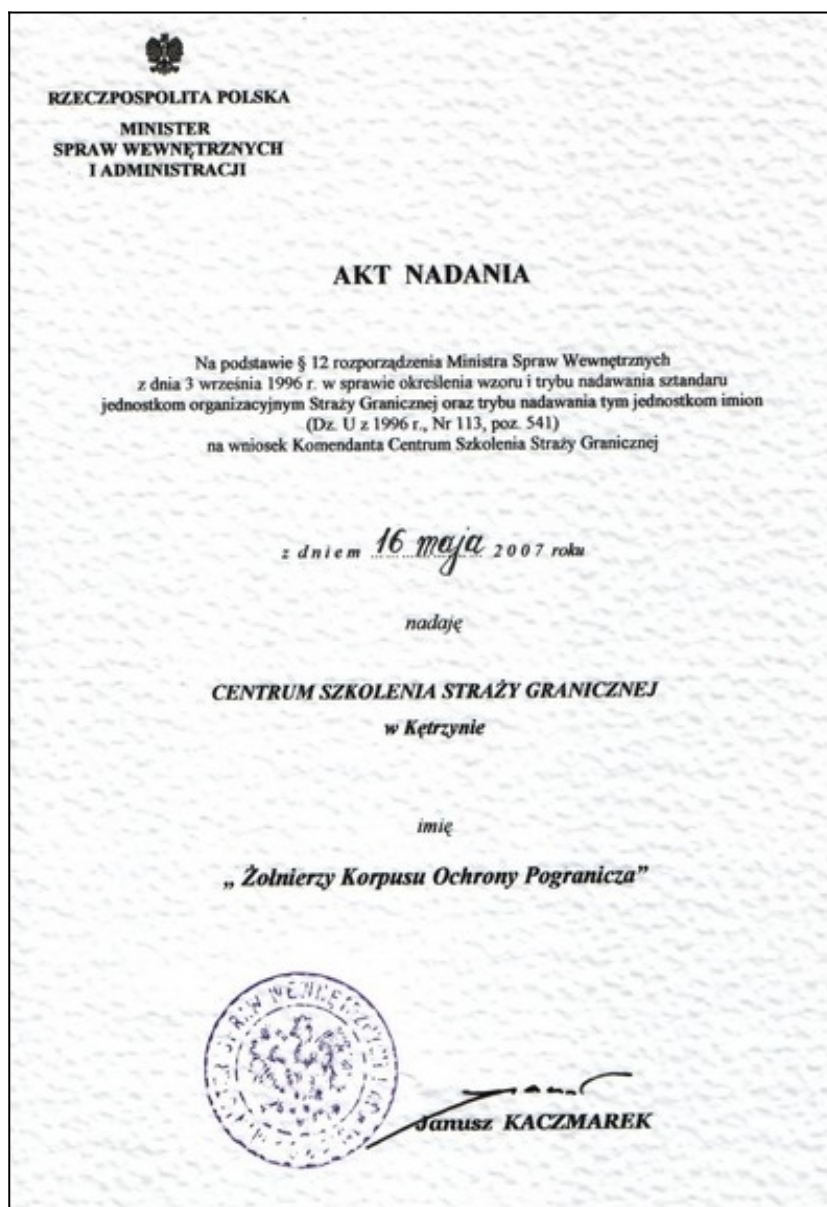 RZECZPOSPOLITA POLSKA
MINISTER
SPRAW WEWNĘTRZNYCH
I ADMINISTRACJI
AKT NADANIA
Na podstawie § 12 rozporządzenia Ministra Spraw Wewnętrznych
z dnia 3 września 1996 r. w sprawie określenia wzoru i trybu nadawania sztandaru
jednostkom organizacyjnym Straży Granicznej oraz trybu nadawania tym jednostkom imion
(Dz. U z 1996 r., Nr 113, poz. 541)
na wniosek Komendanta Centrum Szkolenia Straży Granicznej
z dniem 16 maja 2007 roku
nadaję
CENTRUM SZKOLENIA STRAŻY GRANICZNEJ
w Kętrzynie
imię
„ Żołnierzy Korpusu Ochrony Pogranicza”
Janusz KACZMAREK